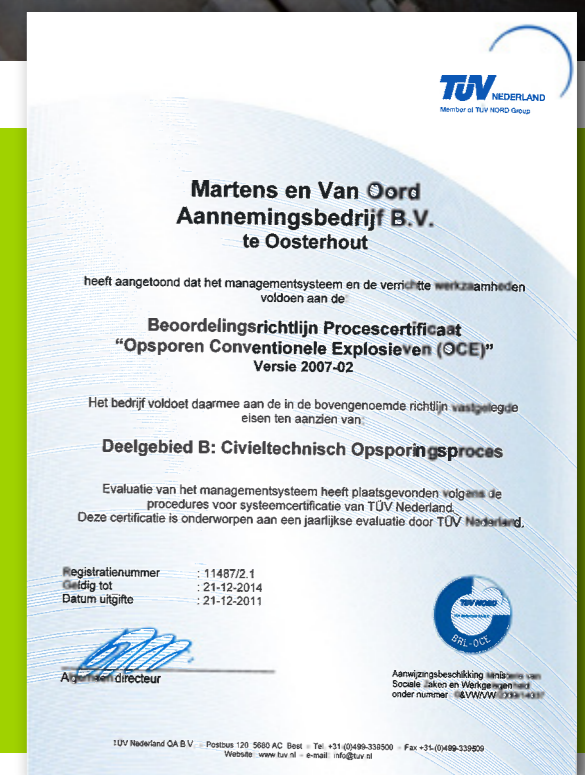 TÜV NEDERLAND
Member of TÜV NORD Group
Martens en Van Oord
Aannemingsbedrijf B.V.
te Oosterhout
heeft aangetoond dat het managementsysteem en de verrichtte werkzaamheden
voldoen aan de:
Beoordelingsrichtlijn Procescertificaat
“Opsporen Conventionele Explosieven (OCE)”
Versie 2007-02
Het bedrijf voldoet daarmee aan de in de bovengenoemde richtlijn vastgelegde
eisen ten aanzien van:
Deelgebied B: Civieltechnisch Opsporingsproces
Evaluatie van het managementsysteem heeft plaatsgevonden volgens de
procedures voor systeemcertificatie van TÜV Nederland.
Deze certificatie is onderworpen aan een jaarlijkse evaluatie door TÜV Nederland.
Registratienummer : 11487/2.1
Geldig tot : 21-12-2014
Datum uitgifte : 21-12-2011
TÜV NORD
BRL-OCE
Algemeen directeur
Aanwijzingsbeschikking Ministerie van
Sociale Zaken en Werkgelegenheid
onder nummer
TÜV Nederland QA B.V. Postbus 120 5680 AC Best Tel. +31-(0)499-339500 Fax +31-(0)499-339509
Website: www.tuv.nl e-mail: info@tuv.nl